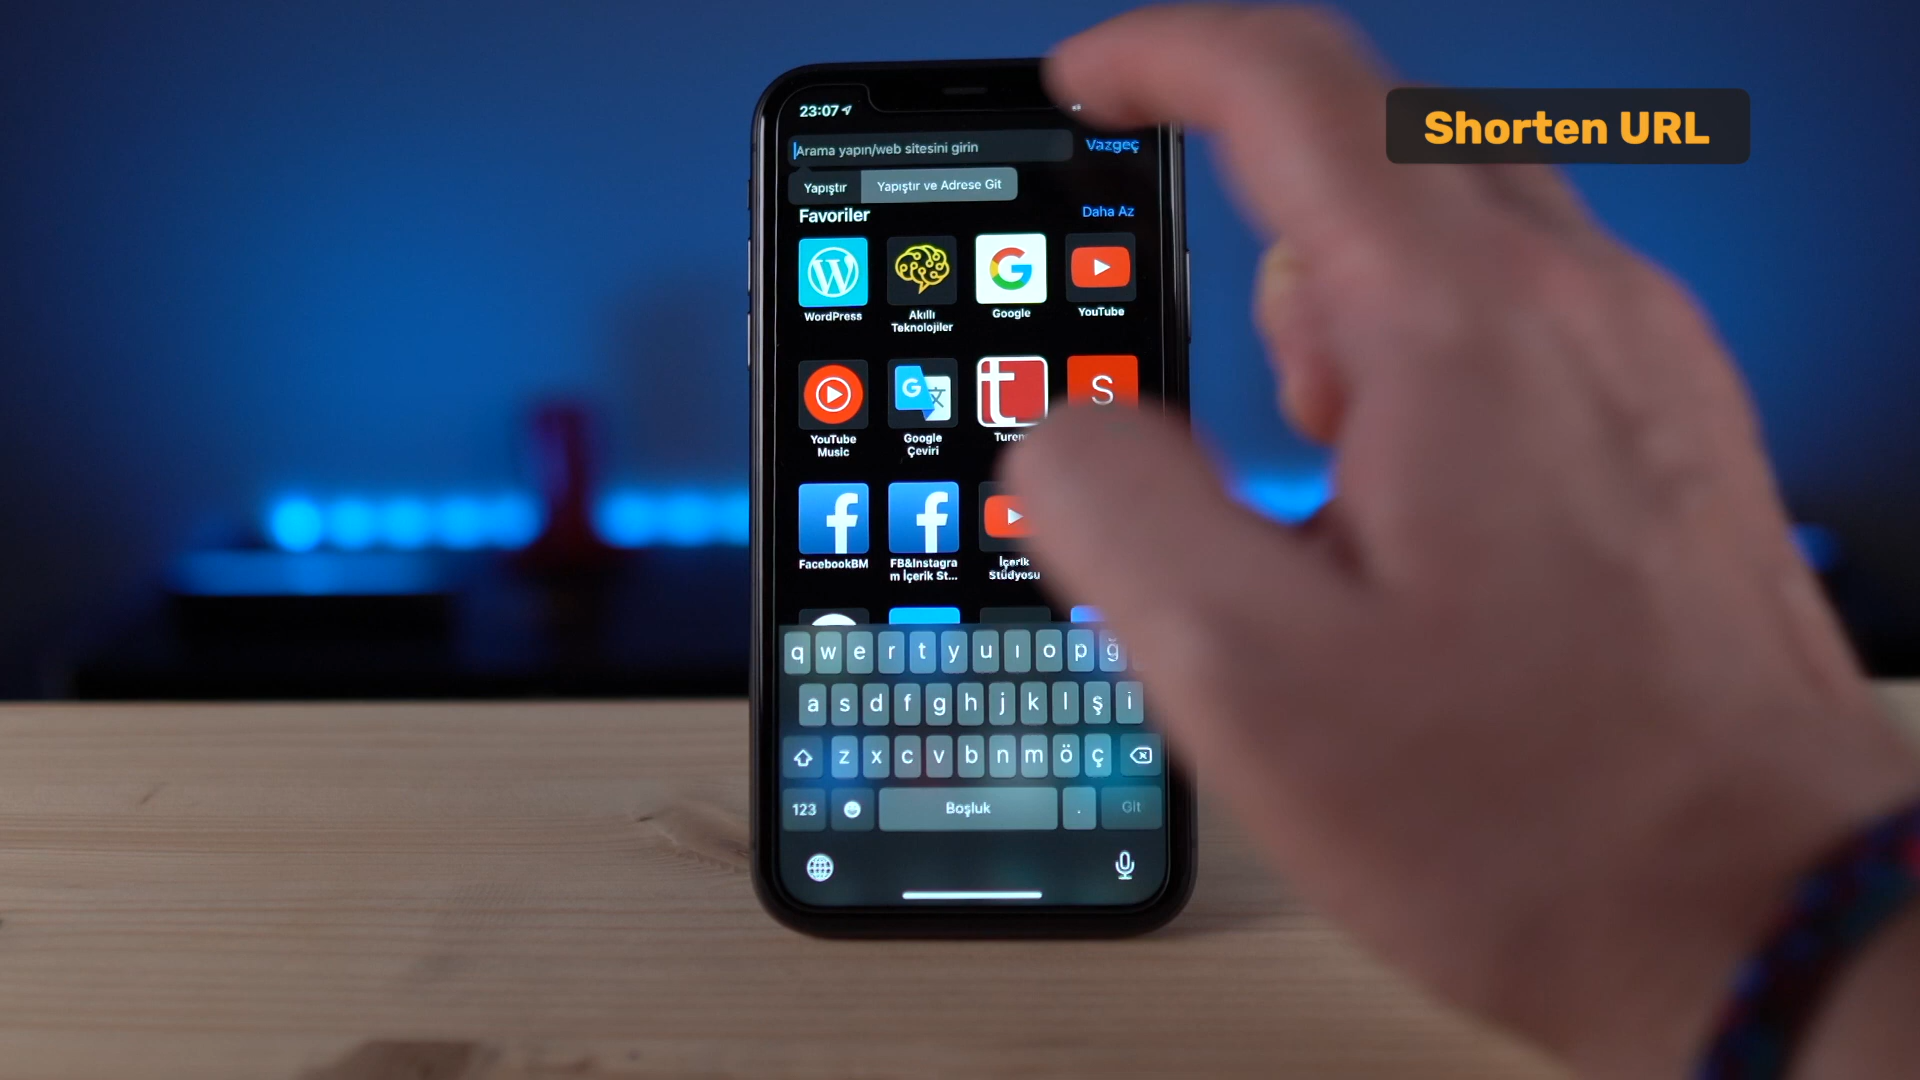 Shorten URL
23:07
Arama yapın/web sitesini girin
Vazgeç
Yapıştır
Yapıştır ve Adrese Git
Favoriler
Daha Az
WordPress
Akıllı
Teknolojiler
Google
YouTube
YouTube
Music
Google
Çeviri
t
S
FacebookBM
FB&Instagra
m İçerik St...
İçerik
Stüdyosu
q w e r t y u ı o p ğ
a s d f g h j k l ş i
z x c v b n m ö ç
123
Boşluk
.
Git